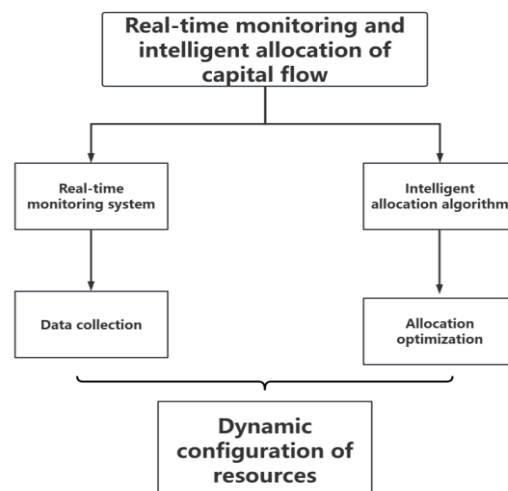 Real-time monitoring and
intelligent allocation of
capital flow
Real-time
monitoring system
Intelligent
allocation algorithm
Data collection
Allocation
optimization
Dynamic
configuration of
resources